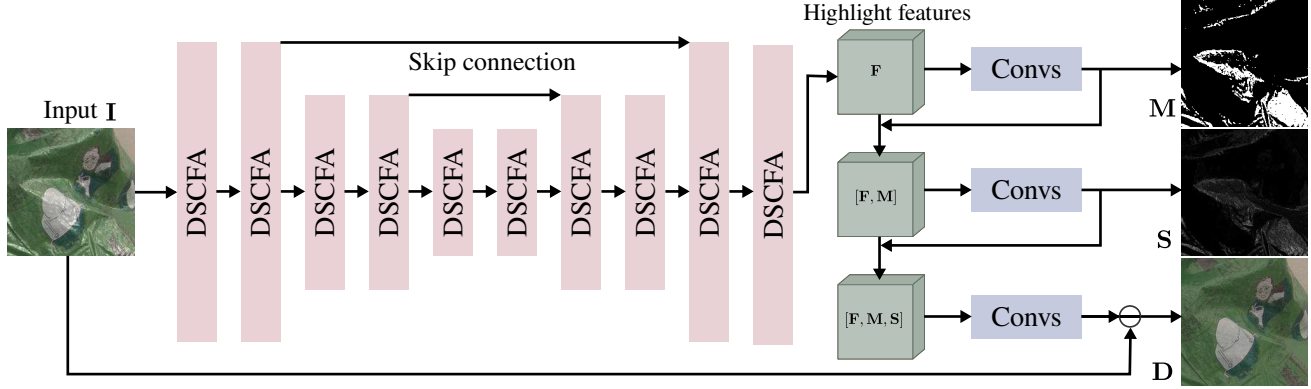 Highlight features
Skip connection
Input I
DSCFA
DSCFA
DSCFA
DSCFA
DSCFA
DSCFA
DSCFA
DSCFA
DSCFA
DSCFA
F
Convs
M
[F, M]
Convs
S
[F, M, S]
Convs
D